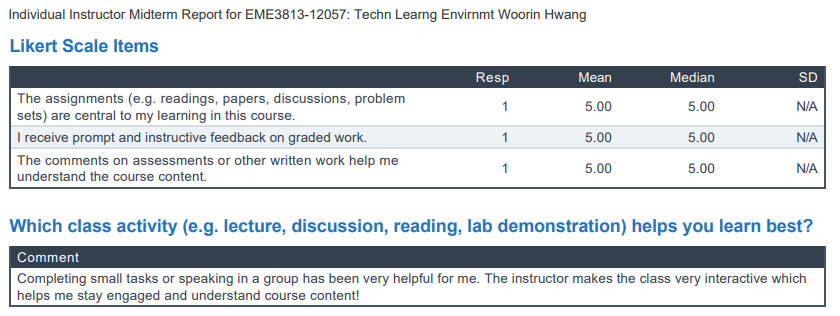 Individual Instructor Midterm Report for EME3813-12057: Techn Learng Envirnmt Woorin Hwang
Likert Scale Items
Resp Mean Median SD
The assignments (e.g. readings, papers, discussions, problem
sets) are central to my learning in this course. 1 5.00 5.00 N/A
I receive prompt and instructive feedback on graded work. 1 5.00 5.00 N/A
The comments on assessments or other written work help me
understand the course content. 1 5.00 5.00 N/A
Which class activity (e.g. lecture, discussion, reading, lab demonstration) helps you learn best?
Comment
Completing small tasks or speaking in a group has been very helpful for me. The instructor makes the class very interactive which
helps me stay engaged and understand course content!